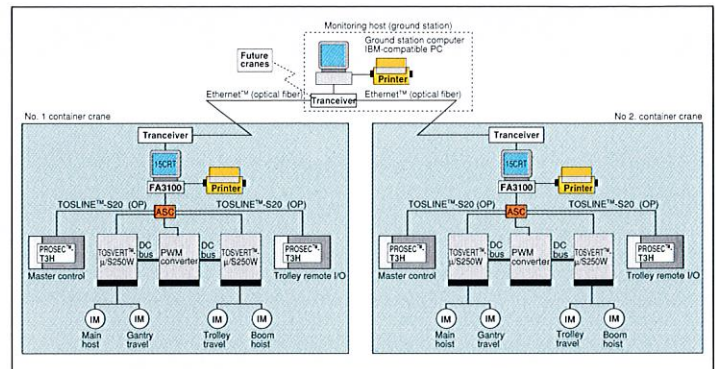 Monitoring host (ground station)
Ground station computer
IBM-compatible PC
Future
cranes
Printer
Tranceiver
Ethernet™ (optical fiber)
Ethernet™ (optical fiber)
No. 1 container crane
Tranceiver
15CRT
FA3100
Printer
TOSLINE™-S20 (OP)
TOSLINE™-S20 (OP)
ASC
PROSEC™-
T3H
Master control
TOSVERT™-
μ/S250W
DC
bus
PWM
converter
DC
bus
TOSVERT™-
μ/S250W
PROSEC™-
T3H
Trolley remote I/O
IM
IM
IM
IM
Main
host
Gantry
travel
Trolley
travel
Boom
hoist
No 2. container crane
Tranceiver
15CRT
FA3100
Printer
TOSLINE™-S20 (OP)
TOSLINE™-S20 (OP)
ASC
PROSEC™-
T3H
Master control
TOSVERT™-
μ/S250W
DC
bus
PWM
converter
DC
bus
TOSVERT™-
μ/S250W
PROSEC™-
T3H
Trolley remote I/O
IM
IM
IM
IM
Main
hoist
Gantry
travel
Trolley
travel
Boom
hoist